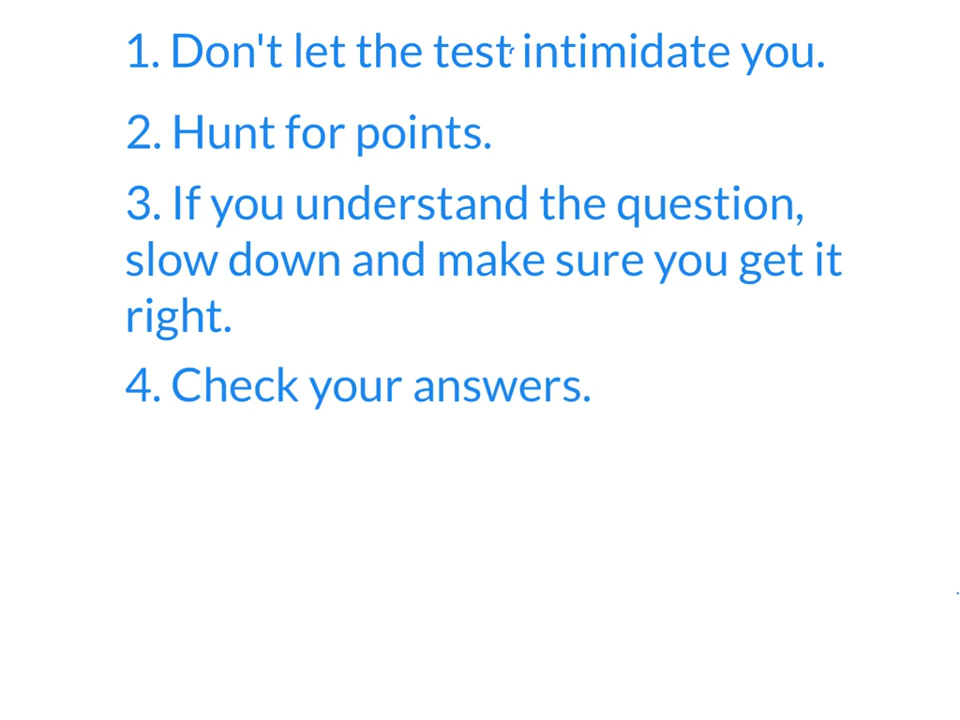 1. Don't let the test intimidate you.
2. Hunt for points.
3. If you understand the question,
slow down and make sure you get it
right.
4. Check your answers.